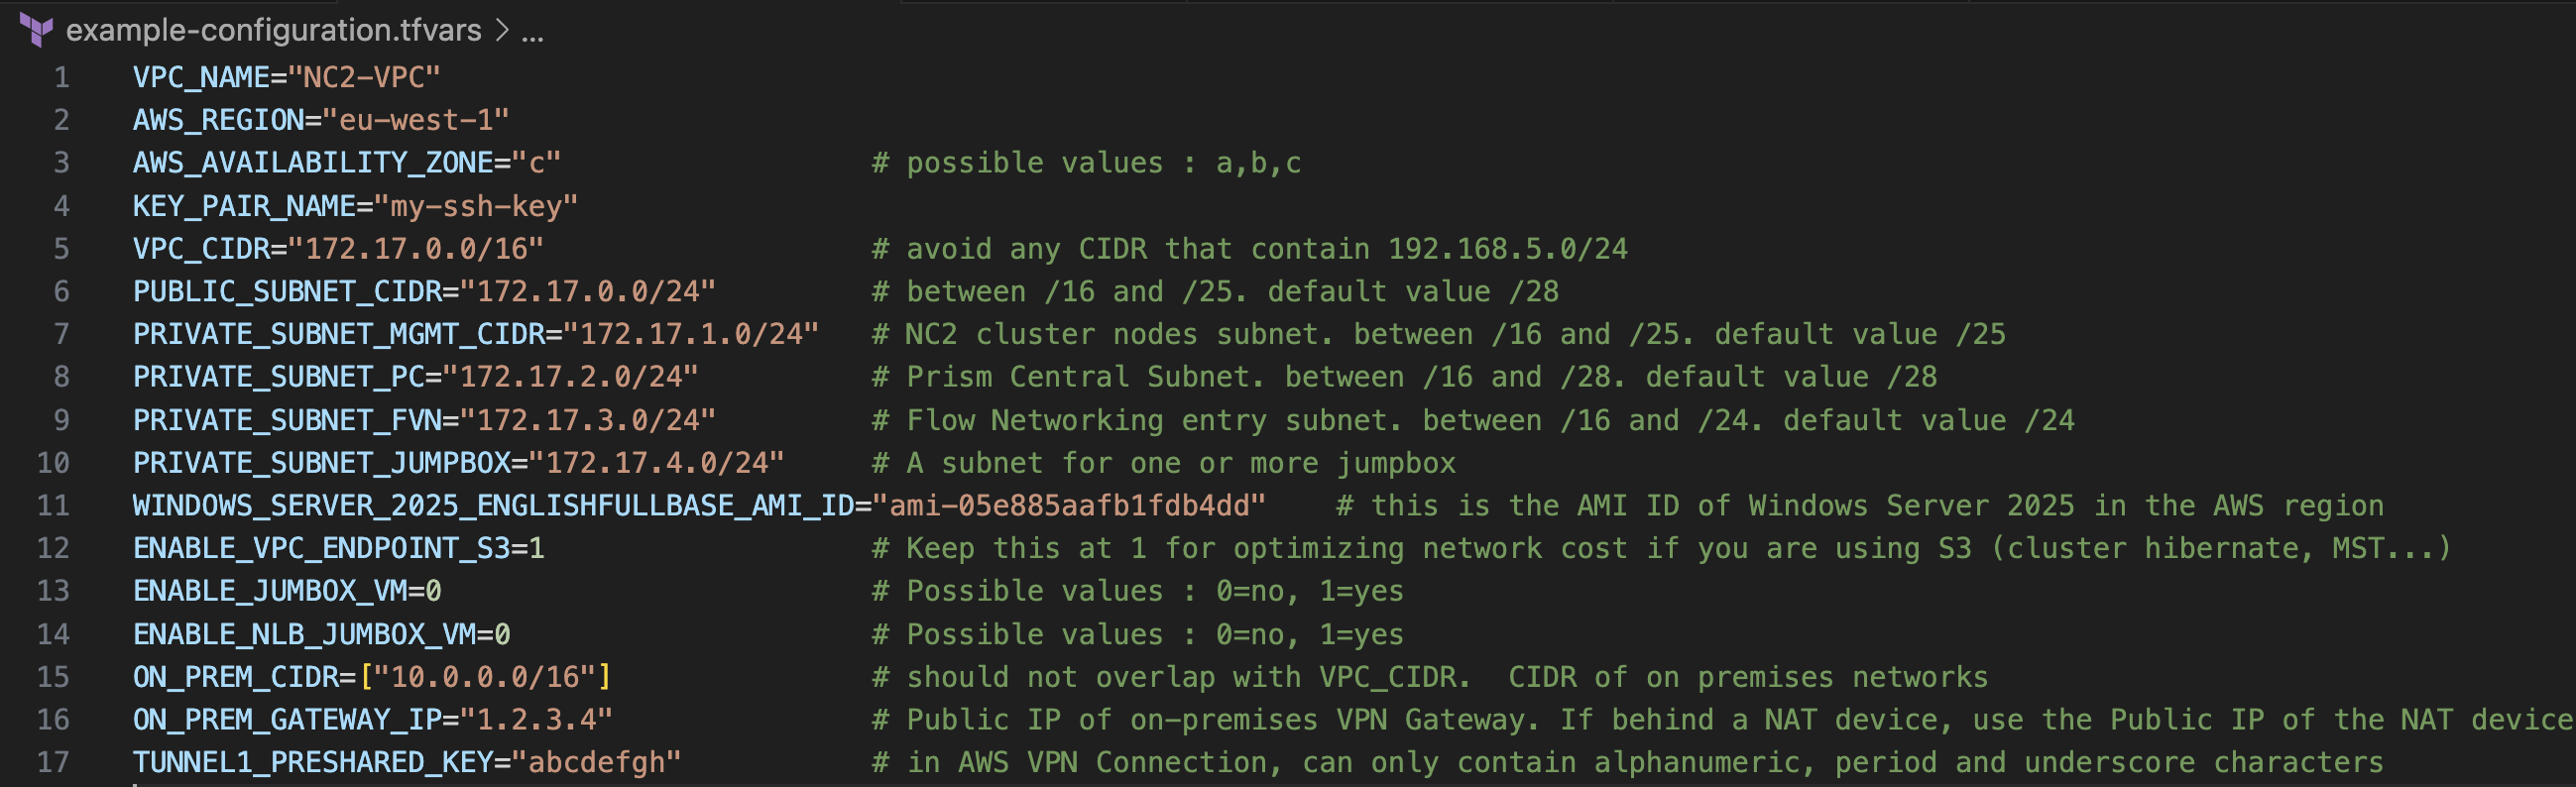 example-configuration.tfvars > ...
1 VPC_NAME="NC2-VPC"
2 AWS_REGION="eu-west-1"
3 AWS_AVAILABILITY_ZONE="c" # possible values : a,b,c
4 KEY_PAIR_NAME="my-ssh-key"
5 VPC_CIDR="172.17.0.0/16" # avoid any CIDR that contain 192.168.5.0/24
6 PUBLIC_SUBNET_CIDR="172.17.0.0/24" # between /16 and /25. default value /28
7 PRIVATE_SUBNET_MGMT_CIDR="172.17.1.0/24" # NC2 cluster nodes subnet. between /16 and /25. default value /25
8 PRIVATE_SUBNET_PC="172.17.2.0/24" # Prism Central Subnet. between /16 and /28. default value /28
9 PRIVATE_SUBNET_FVN="172.17.3.0/24" # Flow Networking entry subnet. between /16 and /24. default value /24
10 PRIVATE_SUBNET_JUMPBOX="172.17.4.0/24" # A subnet for one or more jumpbox
11 WINDOWS_SERVER_2025_ENGLISHFULLBASE_AMI_ID="ami-05e885aafb1fdb4dd" # this is the AMI ID of Windows Server 2025 in the AWS region
12 ENABLE_VPC_ENDPOINT_S3=1 # Keep this at 1 for optimizing network cost if you are using S3 (cluster hibernate, MST...)
13 ENABLE_JUMBOX_VM=0 # Possible values : 0=no, 1=yes
14 ENABLE_NLB_JUMBOX_VM=0 # Possible values : 0=no, 1=yes
15 ON_PREM_CIDR=["10.0.0.0/16"] # should not overlap with VPC_CIDR.  CIDR of on premises networks
16 ON_PREM_GATEWAY_IP="1.2.3.4" # Public IP of on-premises VPN Gateway. If behind a NAT device, use the Public IP of the NAT device
17 TUNNEL1_PRESHARED_KEY="abcdefgh" # in AWS VPN Connection, can only contain alphanumeric, period and underscore characters